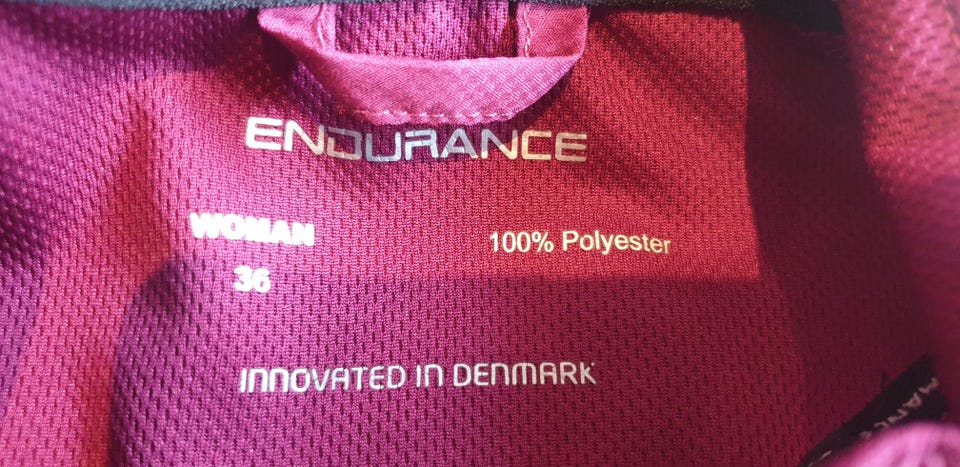 ENDURANCE
WOMAN
100% Polyester
36
INNOVATED IN DENMARK